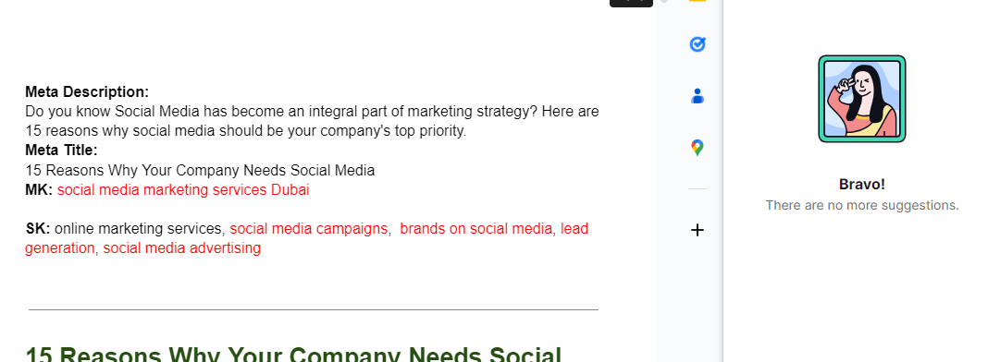 Meta Description:
Do you know Social Media has become an integral part of marketing strategy? Here are
15 reasons why social media should be your company's top priority.
Meta Title:
15 Reasons Why Your Company Needs Social Media
MK: social media marketing services Dubai
SK: online marketing services, social media campaigns,  brands on social media, lead
generation, social media advertising
15 Reasons Why Your Company Needs Social
Bravo!
There are no more suggestions.